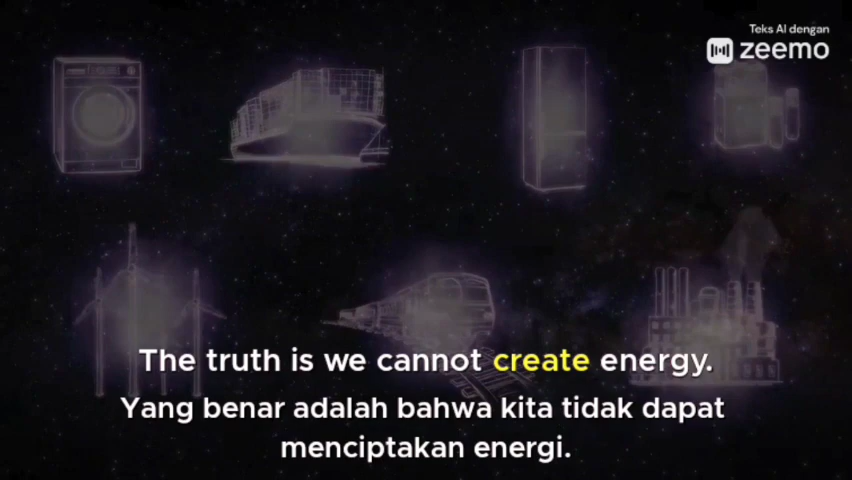 Teks AI dengan
zeemo
The truth is we cannot create energy.
Yang benar adalah bahwa kita tidak dapat
menciptakan energi.